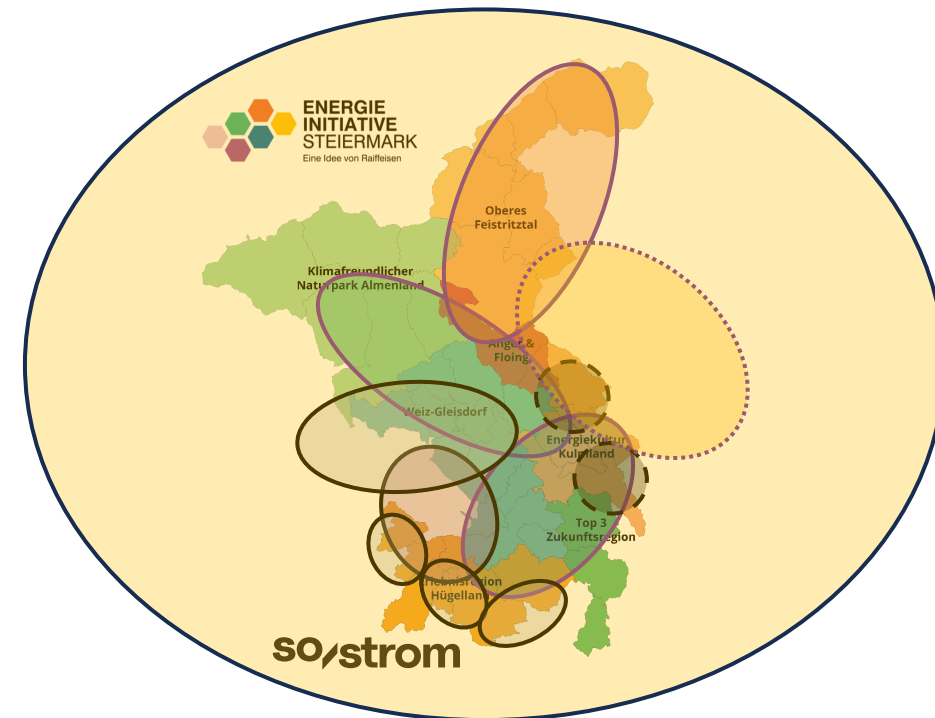 ENERGIE
INITIATIVE
STEIERMARK
Eine Idee von Raiffeisen
Oberes
Feistritztal
Klimafreundlicher
Naturpark Almenland
Anger &
Floing
Weiz-Gleisdorf
Energiekultur
Kulmland
Top 3
Zukunftsregion
Erlebnisregion
Hügelland
so/strom